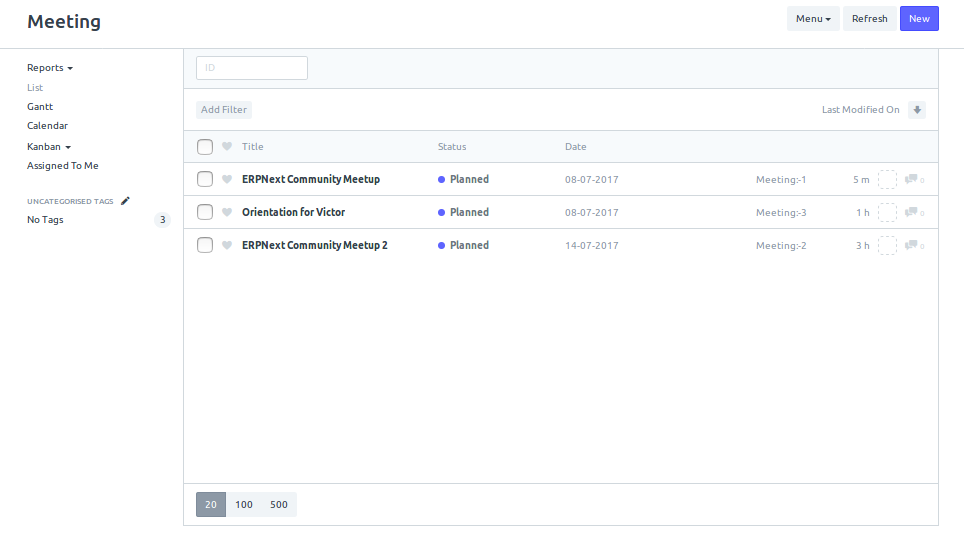 Meeting
Menu
Refresh
New
Reports
List
Gantt
Calendar
Kanban
Assigned To Me
UNCATEGORISED TAGS
No Tags 3
ID
Add Filter
Last Modified On
Title Status Date
ERPNext Community Meetup Planned 08-07-2017 Meeting:-1 5 m 0
Orientation for Victor Planned 08-07-2017 Meeting:-3 1 h 0
ERPNext Community Meetup 2 Planned 14-07-2017 Meeting:-2 3 h 0
20 100 500